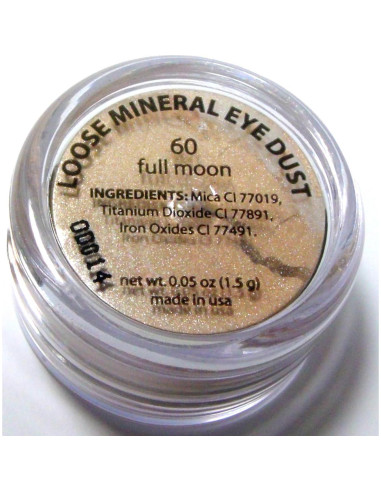 LOOSE MINERAL EYE DUST
60
full moon
INGREDIENTS: Mica CI 77019,
Titanium Dioxide CI 77891,
Iron Oxides CI 77491.
00014
net wt. 0.05 oz (1.5 g)
made in usa